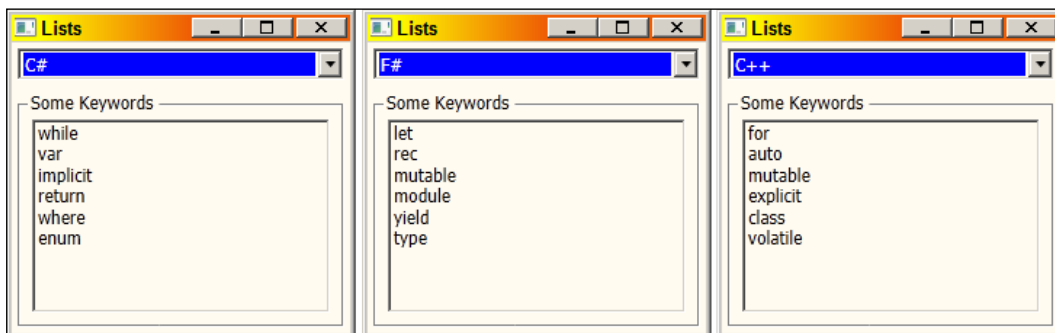 Lists
C#
Some Keywords
while
var
implicit
return
where
enum
Lists
F#
Some Keywords
let
rec
mutable
module
yield
type
Lists
C++
Some Keywords
for
auto
mutable
explicit
class
volatile